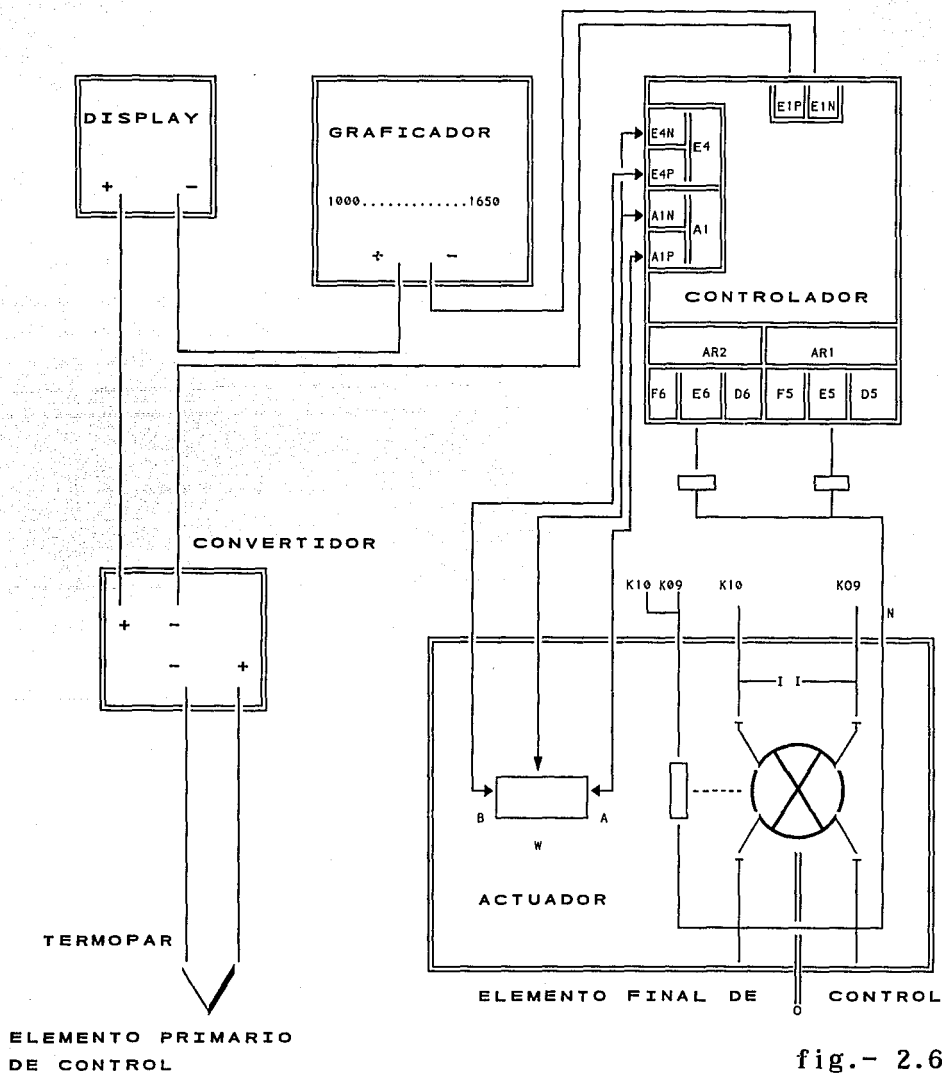 DISPLAY
+ -
GRAFICADOR
1000.............1650
+ -
E1P E1N
E4N
E4
E4P
A1N
A1
A1P
CONTROLADOR
AR2 AR1
F6 E6 D6 F5 E5 D5
CONVERTIDOR
+ -
- +
K10 K09 K10 K09
N
I I
B A
W
ACTUADOR
TERMOPAR
ELEMENTO FINAL DE CONTROL
O
ELEMENTO PRIMARIO
DE CONTROL
fig.- 2.6